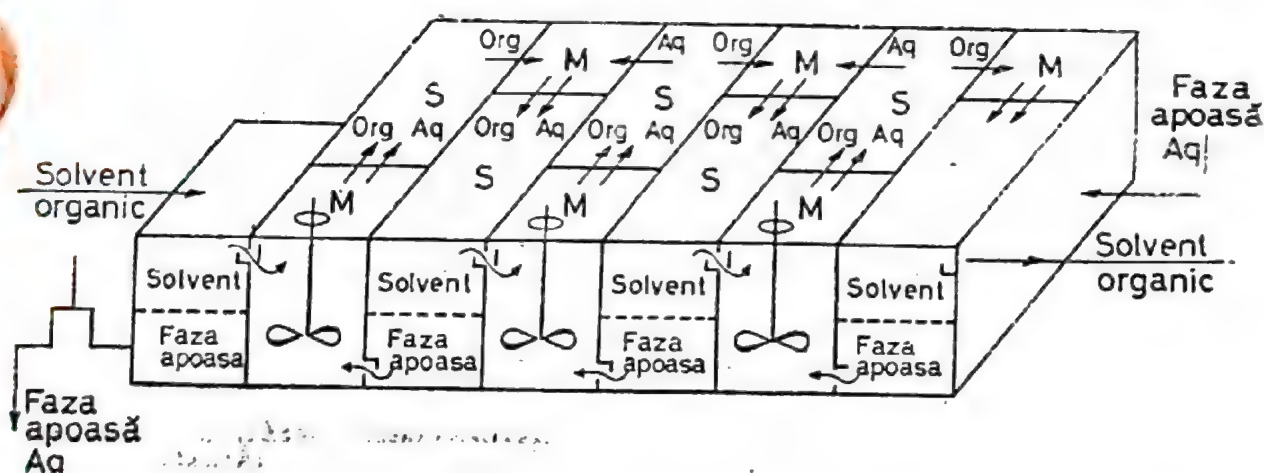 Org Aq Org Aq Org
M M M
Faza
apoasă
Aq
S S S
Org Aq Org Aq Org Aq Org Aq Org Aq
S S
Solvent
organic
M M M
Solvent Solvent Solvent Solvent
Solvent
organic
Faza
apoasa
Faza
apoasa
Faza
apoasa
Faza
apoasa
Faza
apoasă
Aq